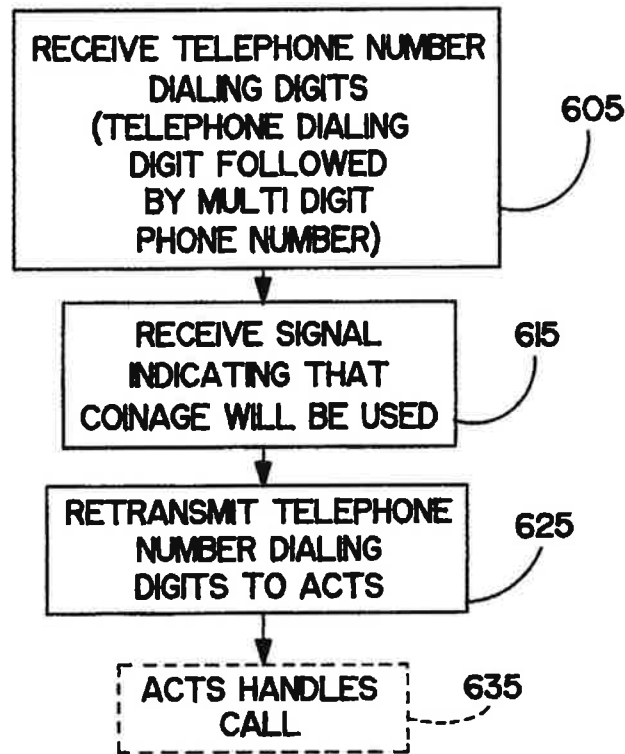 RECEIVE TELEPHONE NUMBER
DIALING DIGITS
(TELEPHONE DIALING
DIGIT FOLLOWED
BY MULTI DIGIT
PHONE NUMBER)
605
RECEIVE SIGNAL
INDICATING THAT
COINAGE WILL BE USED
615
RETRANSMIT TELEPHONE
NUMBER DIALING
DIGITS TO ACTS
625
ACTS HANDLES
CALL
635